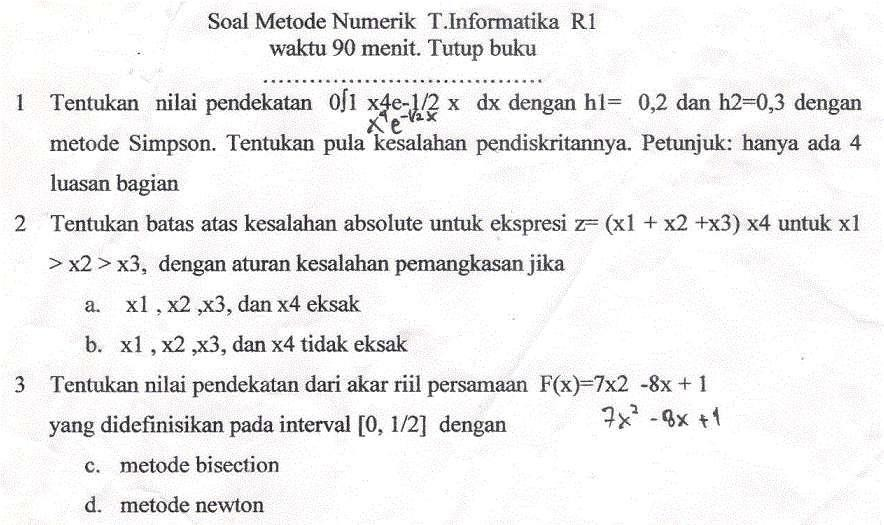 Soal Metode Numerik T.Informatika R1
waktu 90 menit. Tutup buku
....................................
1 Tentukan nilai pendekatan 0∫1 x4e-1/2 x dx dengan h1= 0,2 dan h2=0,3 dengan
x⁴e^-1/2x
metode Simpson. Tentukan pula kesalahan pendiskritannya. Petunjuk: hanya ada 4
luasan bagian
2 Tentukan batas atas kesalahan absolute untuk ekspresi z= (x1 + x2 +x3) x4 untuk x1
> x2 > x3, dengan aturan kesalahan pemangkasan jika
a. x1 , x2 ,x3, dan x4 eksak
b. x1 , x2 ,x3, dan x4 tidak eksak
3 Tentukan nilai pendekatan dari akar riil persamaan F(x)=7x2 -8x + 1
yang didefinisikan pada interval [0, 1/2] dengan 7x² -8x +1
c. metode bisection
d. metode newton